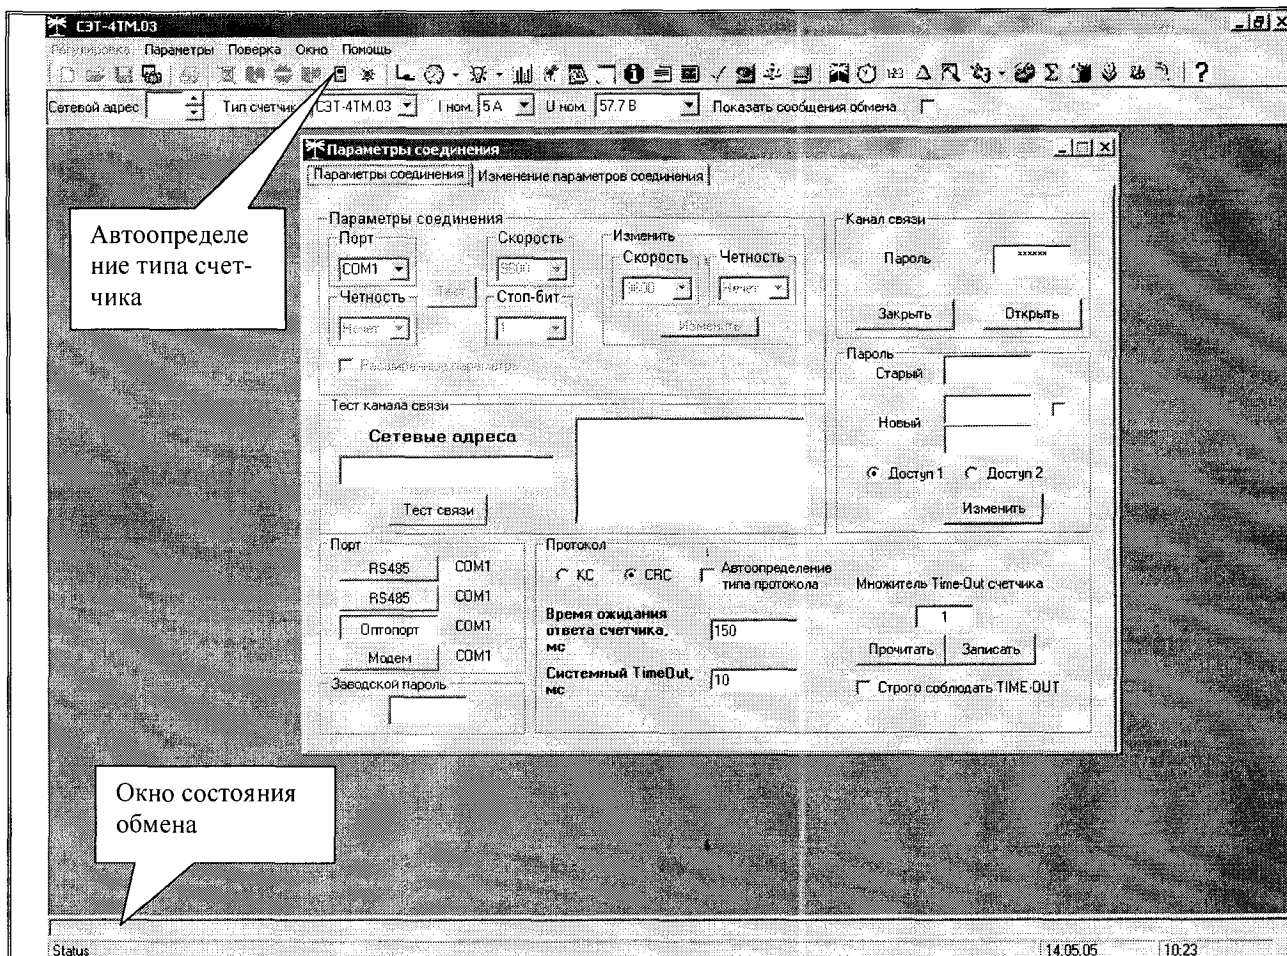 СЭТ-4ТМ.03
Регулировка Параметры Поверка Окно Помощь
Сетевой адрес Тип счетчик СЭТ-4ТМ.03 I ном. 5 А U ном. 57.7 В Показать сообщения обмена
Параметры соединения
Параметры соединения Изменение параметров соединения
Автоопределе
ние типа счет-
чика
Параметры соединения
Порт Скорость
COM1 9600
Тест
Четность Стоп-бит
Нечет 1
Расширенные параметры
Изменить
Скорость Четность
9600 Нечет
Изменить
Канал связи
Пароль ******
Закрыть Открыть
Пароль
Старый
Новый
Доступ 1 Доступ 2
Изменить
Тест канала связи
Сетевые адреса
Тест связи
Порт
RS485 COM1
RS485 COM1
Оптопорт COM1
Модем COM1
Заводской пароль
Протокол
КС CRC Автоопределение
типа протокола
Время ожидания
ответа счетчика,
мс 150
Системный TimeOut,
мс 10
Множитель Time-Out счетчика
1
Прочитать Записать
Строго соблюдать TIME-OUT
Окно состояния
обмена
Status 14.05.05 10:23